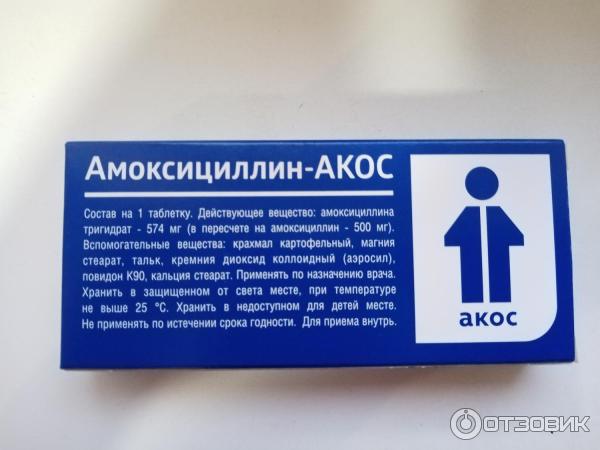 Амоксициллин-АКОС
Состав на 1 таблетку. Действующее вещество: амоксициллина
тригидрат - 574 мг (в пересчете на амоксициллин - 500 мг).
Вспомогательные вещества: крахмал картофельный, магния
стеарат, тальк, кремния диоксид коллоидный (аэросил),
повидон К90, кальция стеарат. Применять по назначению врача.
Хранить в защищенном от света месте, при температуре
не выше 25 °С. Хранить в недоступном для детей месте.
Не применять по истечении срока годности. Для приема внутрь.
акос
ОТЗОВИК